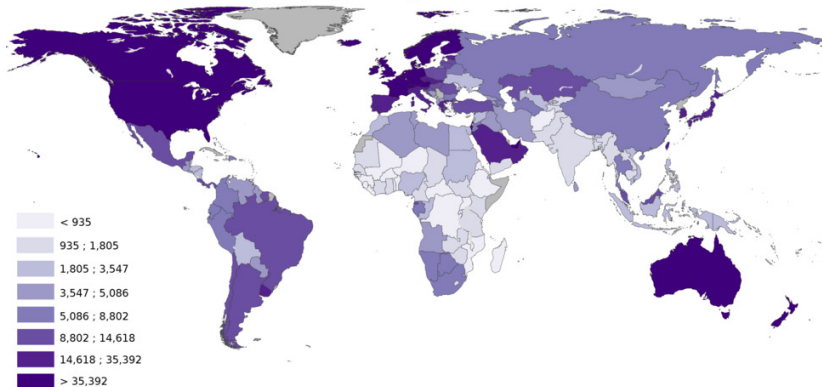 < 935
935 ; 1,805
1,805 ; 3,547
3,547 ; 5,086
5,086 ; 8,802
8,802 ; 14,618
14,618 ; 35,392
> 35,392